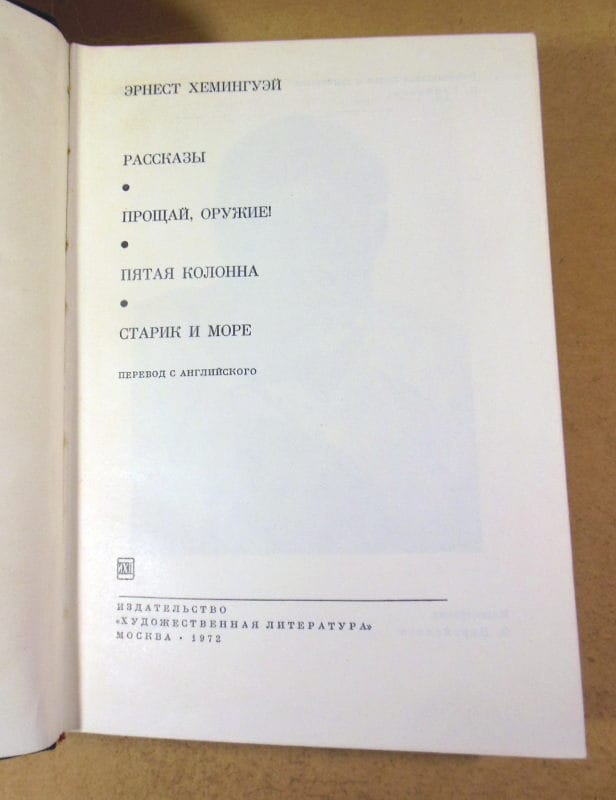 ЭРНЕСТ ХЕМИНГУЭЙ
РАССКАЗЫ
•
ПРОЩАЙ, ОРУЖИЕ!
•
ПЯТАЯ КОЛОННА
•
СТАРИК И МОРЕ
ПЕРЕВОД С АНГЛИЙСКОГО
ИЗДАТЕЛЬСТВО
«ХУДОЖЕСТВЕННАЯ ЛИТЕРАТУРА»
МОСКВА • 1972